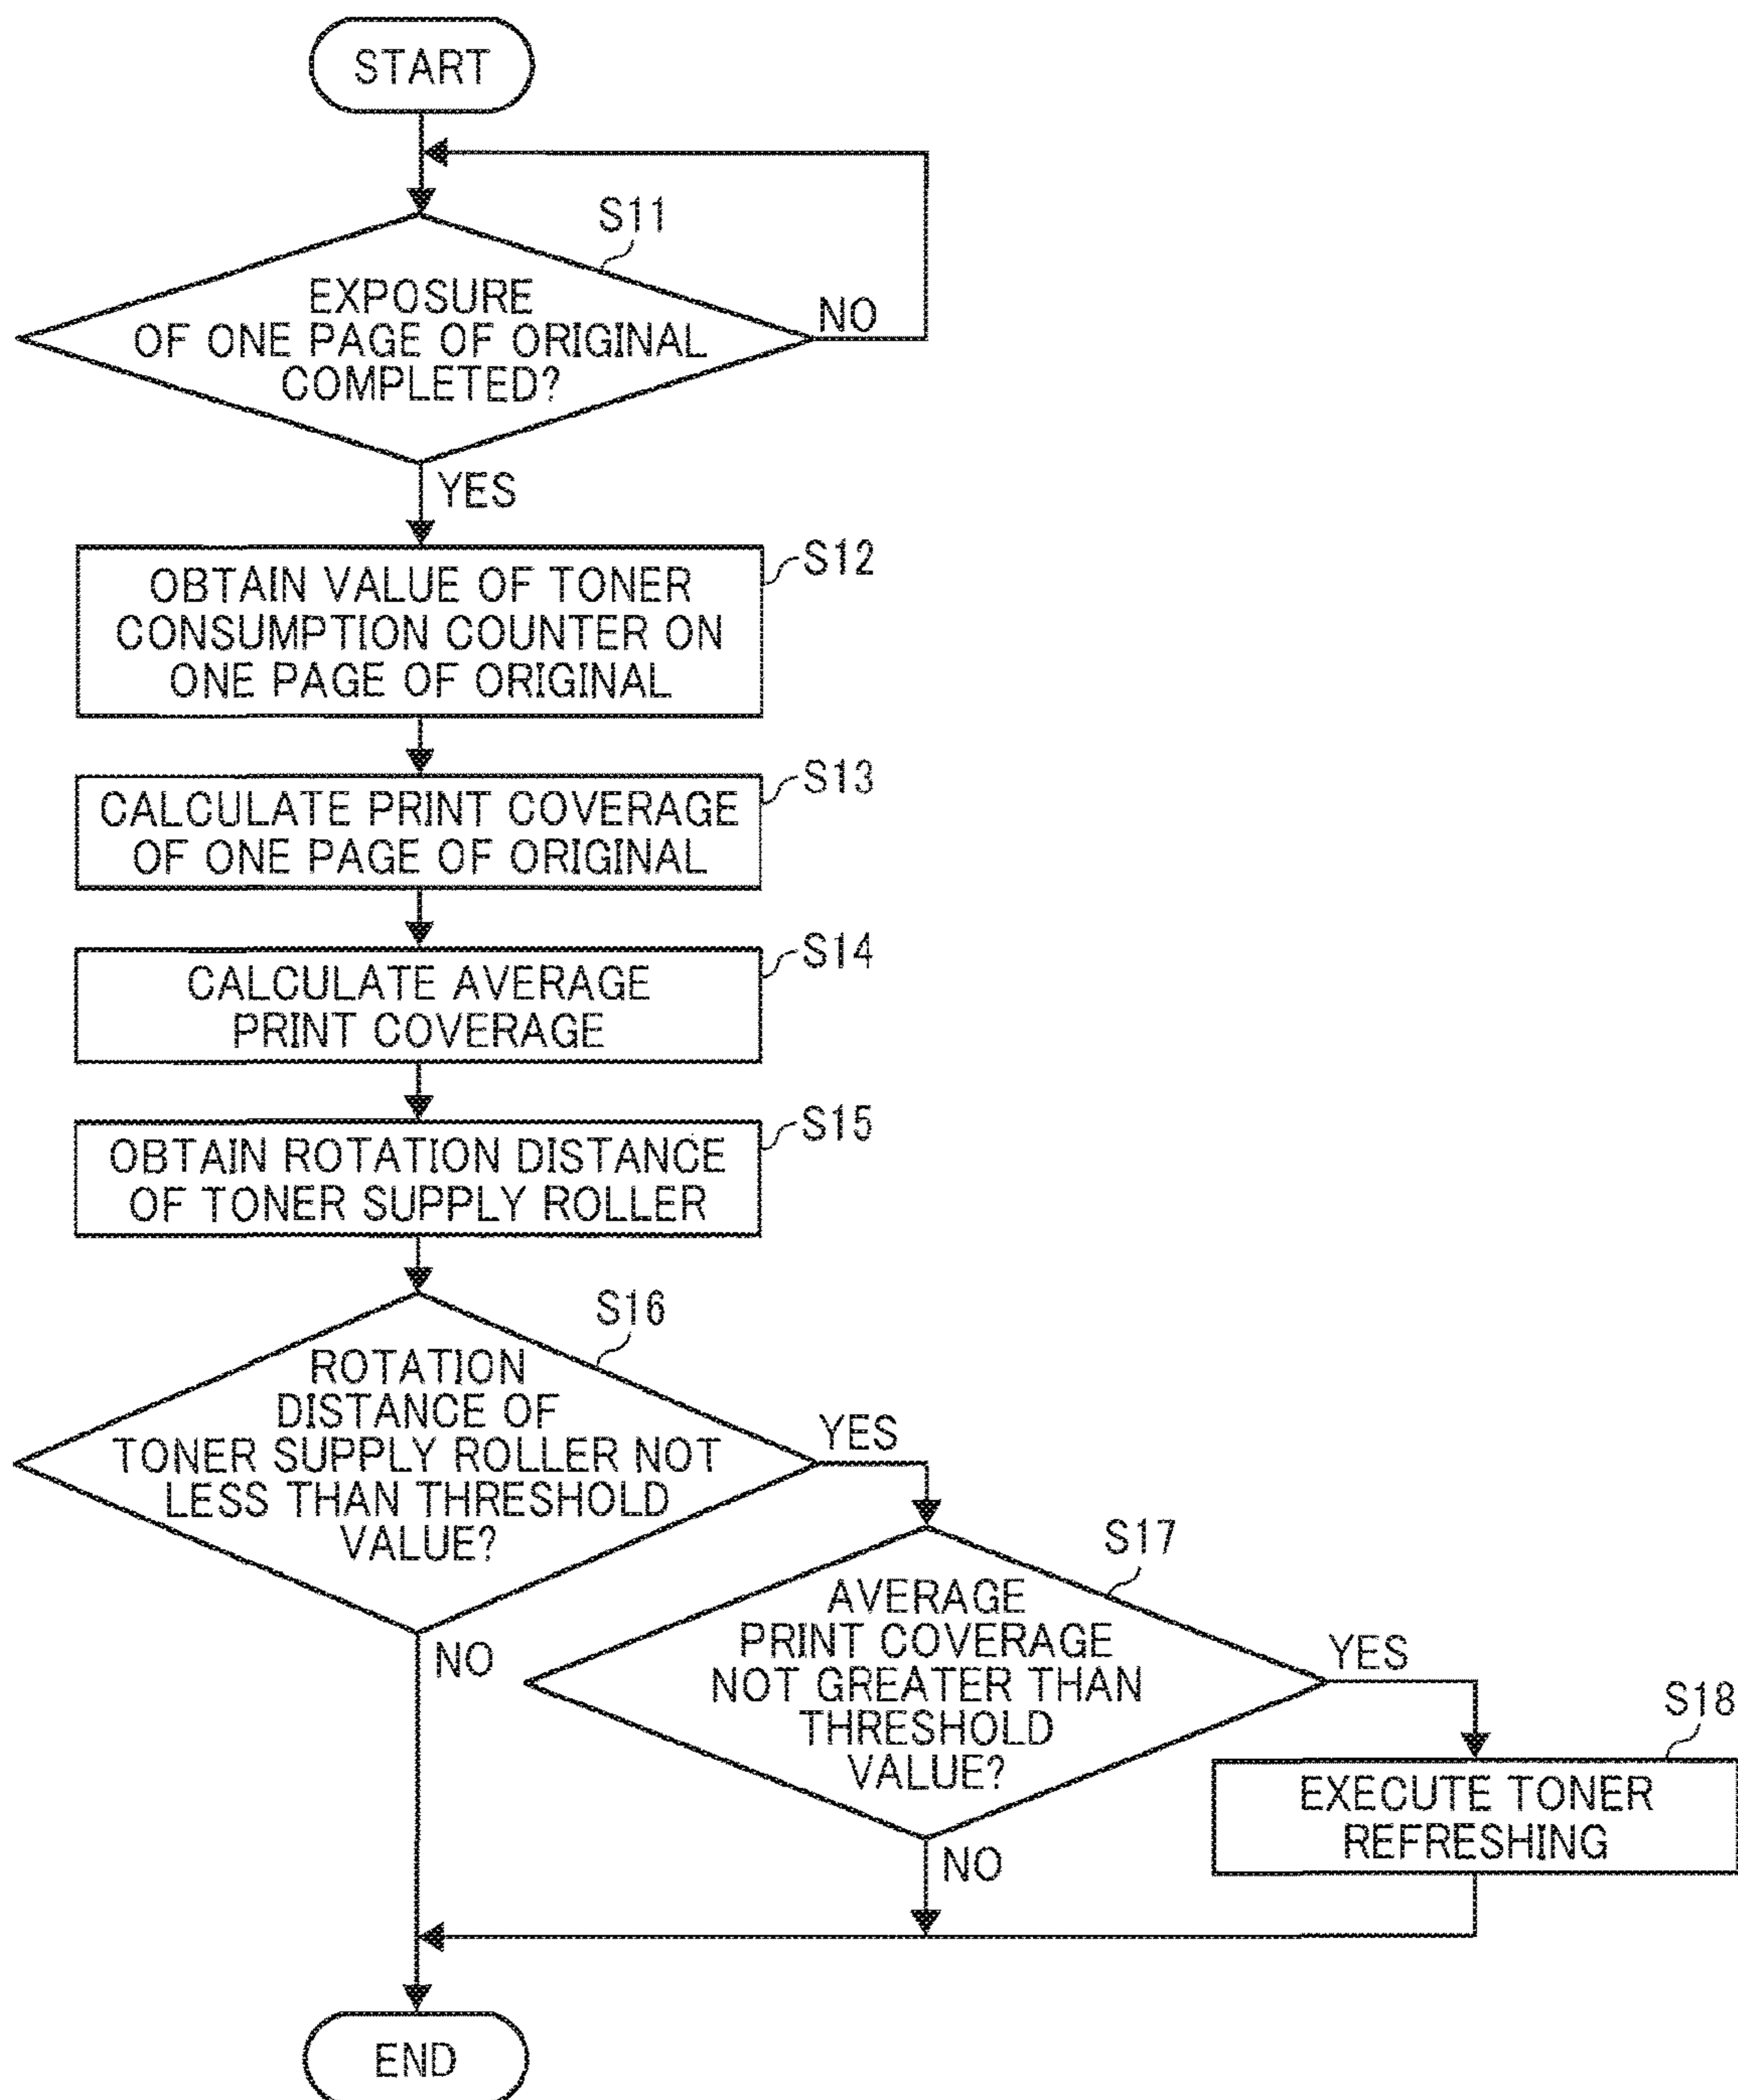 START
S11
EXPOSURE
OF ONE PAGE OF ORIGINAL
COMPLETED?
NO
YES
S12
OBTAIN VALUE OF TONER
CONSUMPTION COUNTER ON
ONE PAGE OF ORIGINAL
S13
CALCULATE PRINT COVERAGE
OF ONE PAGE OF ORIGINAL
S14
CALCULATE AVERAGE
PRINT COVERAGE
S15
OBTAIN ROTATION DISTANCE
OF TONER SUPPLY ROLLER
S16
ROTATION
DISTANCE OF
TONER SUPPLY ROLLER NOT
LESS THAN THRESHOLD
VALUE?
YES
NO
S17
AVERAGE
PRINT COVERAGE
NOT GREATER THAN
THRESHOLD
VALUE?
YES
NO
S18
EXECUTE TONER
REFRESHING
END